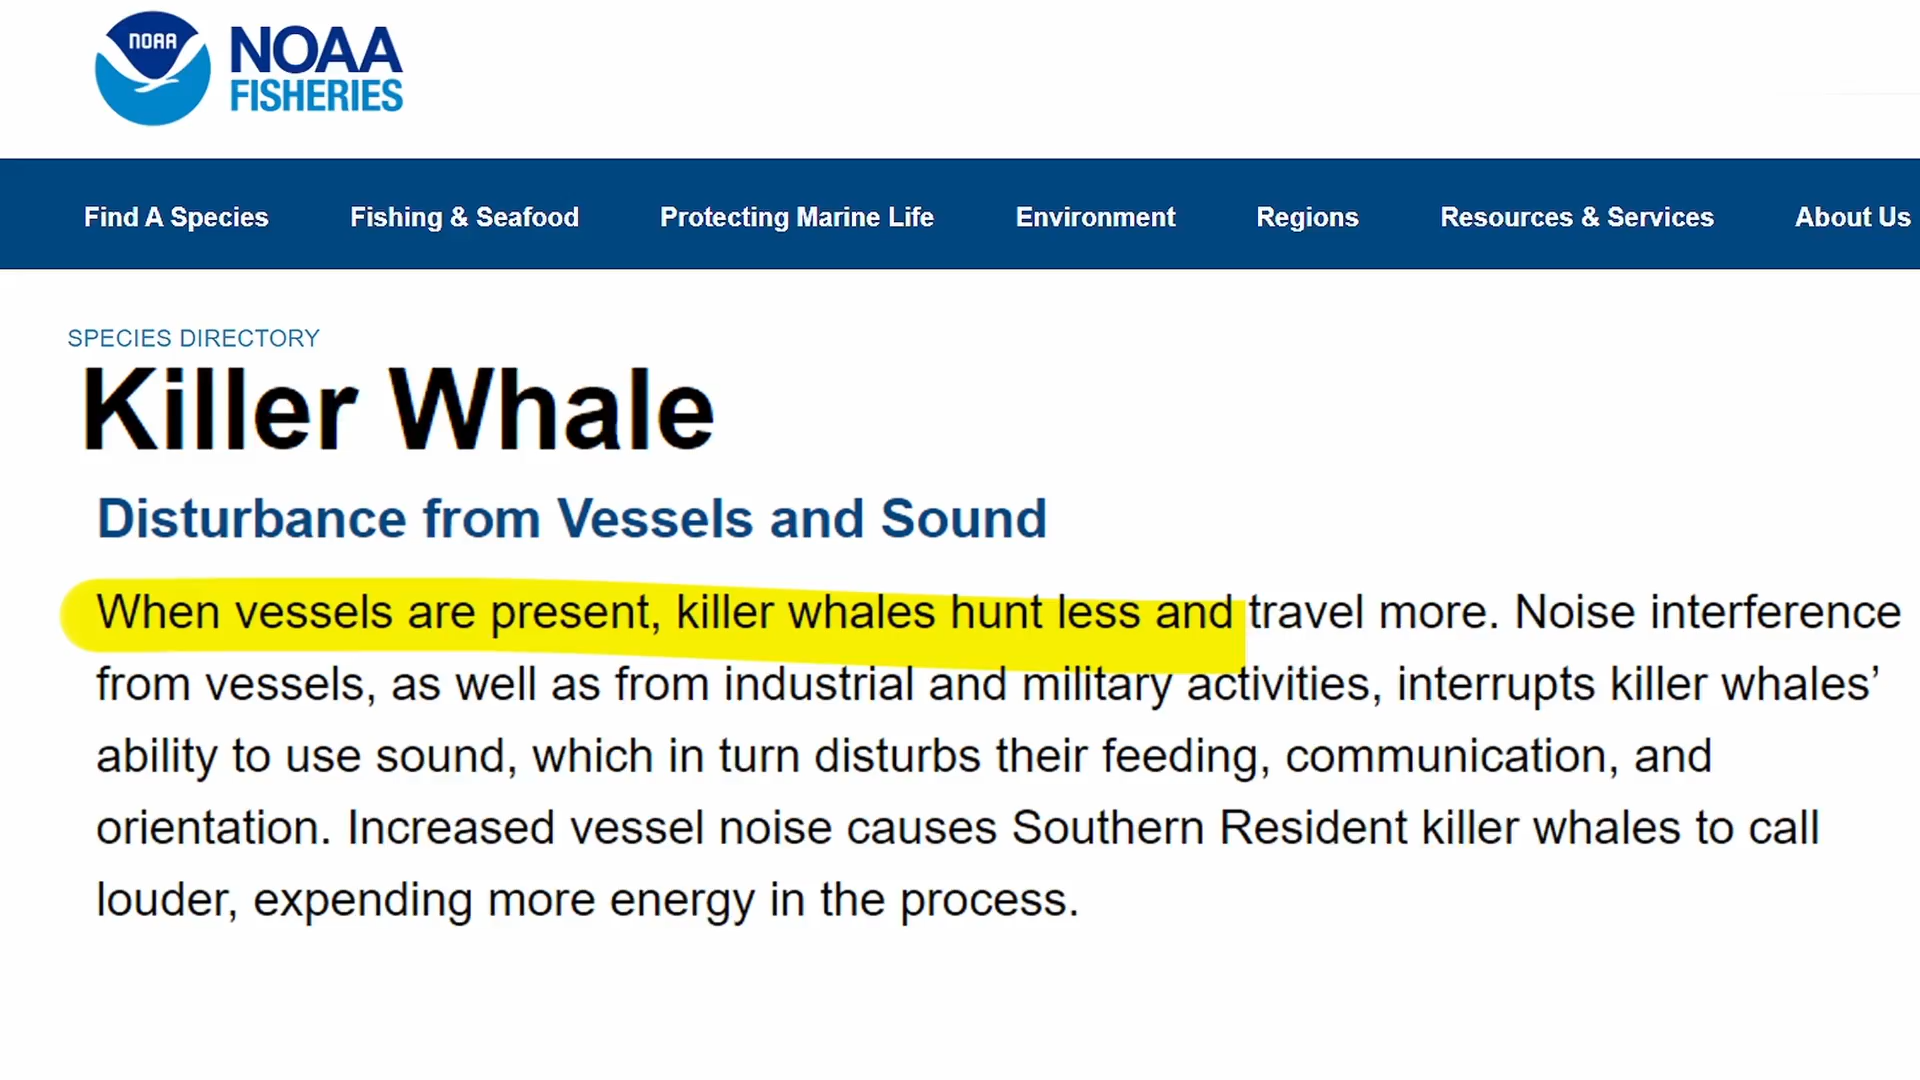 NOAA
NOAA
FISHERIES
Find A Species Fishing & Seafood Protecting Marine Life Environment Regions Resources & Services About Us
SPECIES DIRECTORY
Killer Whale
Disturbance from Vessels and Sound
When vessels are present, killer whales hunt less and travel more. Noise interference
from vessels, as well as from industrial and military activities, interrupts killer whales’
ability to use sound, which in turn disturbs their feeding, communication, and
orientation. Increased vessel noise causes Southern Resident killer whales to call
louder, expending more energy in the process.